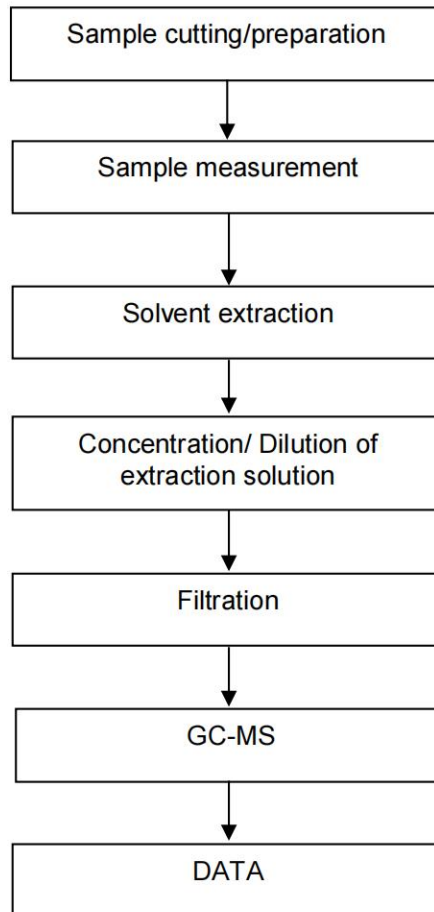 Sample cutting/preparation
Sample measurement
Solvent extraction
Concentration/ Dilution of
extraction solution
Filtration
GC-MS
DATA